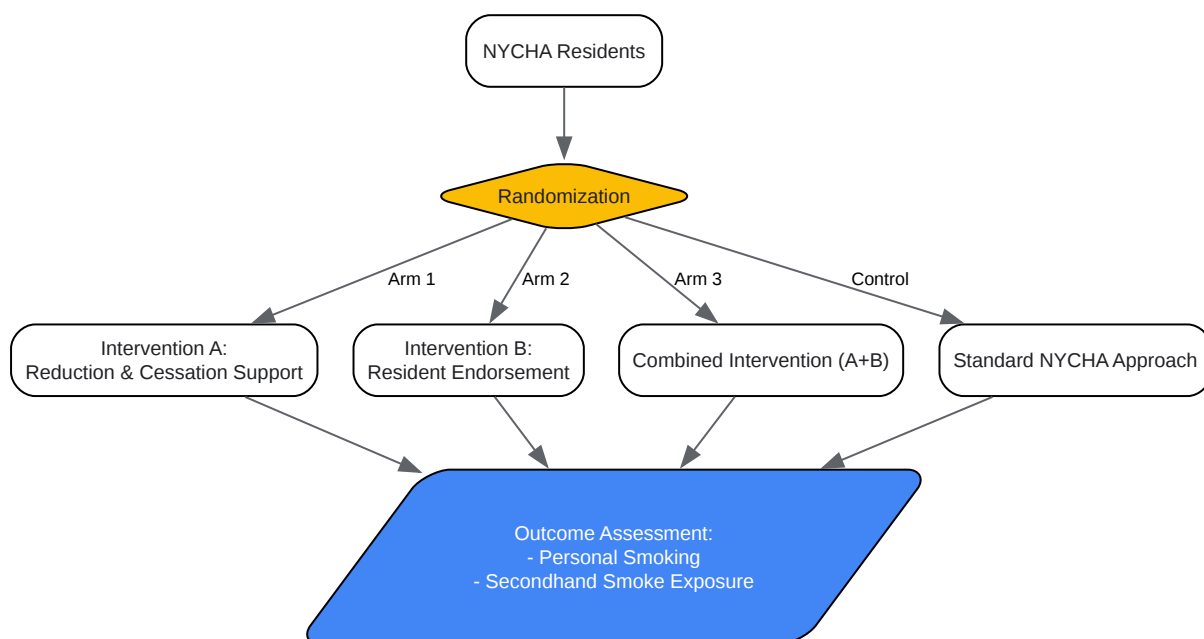 NYCHA Residents
Randomization
Arm 1
Arm 2
Arm 3
Control
Intervention A:
Reduction & Cessation Support
Intervention B:
Resident Endorsement
Combined Intervention (A+B)
Standard NYCHA Approach
Outcome Assessment:
- Personal Smoking
- Secondhand Smoke Exposure